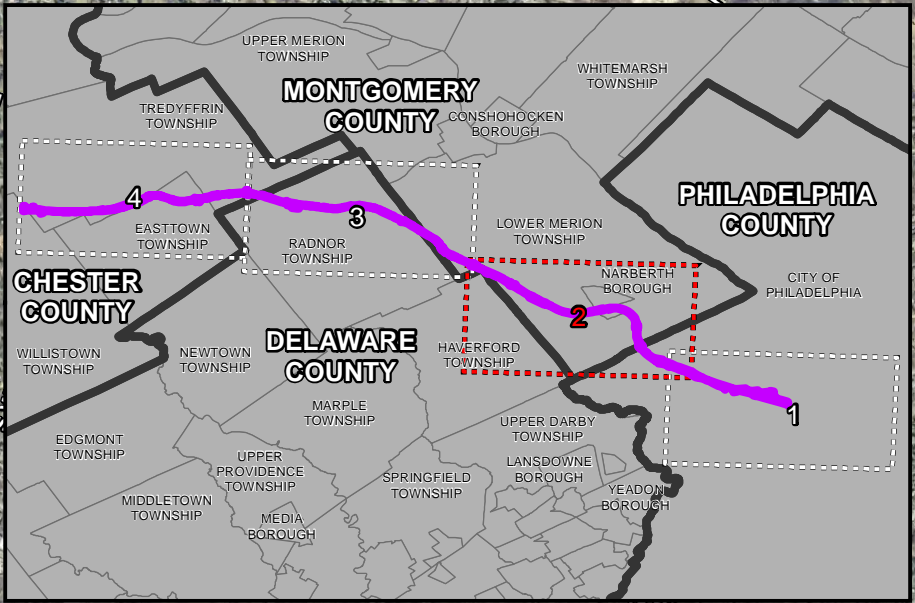 UPPER MERION
TOWNSHIP
WHITEMARSH
TOWNSHIP
MONTGOMERY
COUNTY
TREDYFFRIN
TOWNSHIP
CONSHOHOCKEN
BOROUGH
PHILADELPHIA
COUNTY
4
3
EASTTOWN
TOWNSHIP
RADNOR
TOWNSHIP
LOWER MERION
TOWNSHIP
NARBERTH
BOROUGH
CITY OF
PHILADELPHIA
CHESTER
COUNTY
2
DELAWARE
COUNTY
WILLISTOWN
TOWNSHIP
NEWTOWN
TOWNSHIP
HAVERFORD
TOWNSHIP
1
MARPLE
TOWNSHIP
UPPER DARBY
TOWNSHIP
EDGMONT
TOWNSHIP
UPPER
PROVIDENCE
TOWNSHIP
SPRINGFIELD
TOWNSHIP
LANSDOWNE
BOROUGH
YEADON
BOROUGH
MIDDLETOWN
TOWNSHIP
MEDIA
BOROUGH